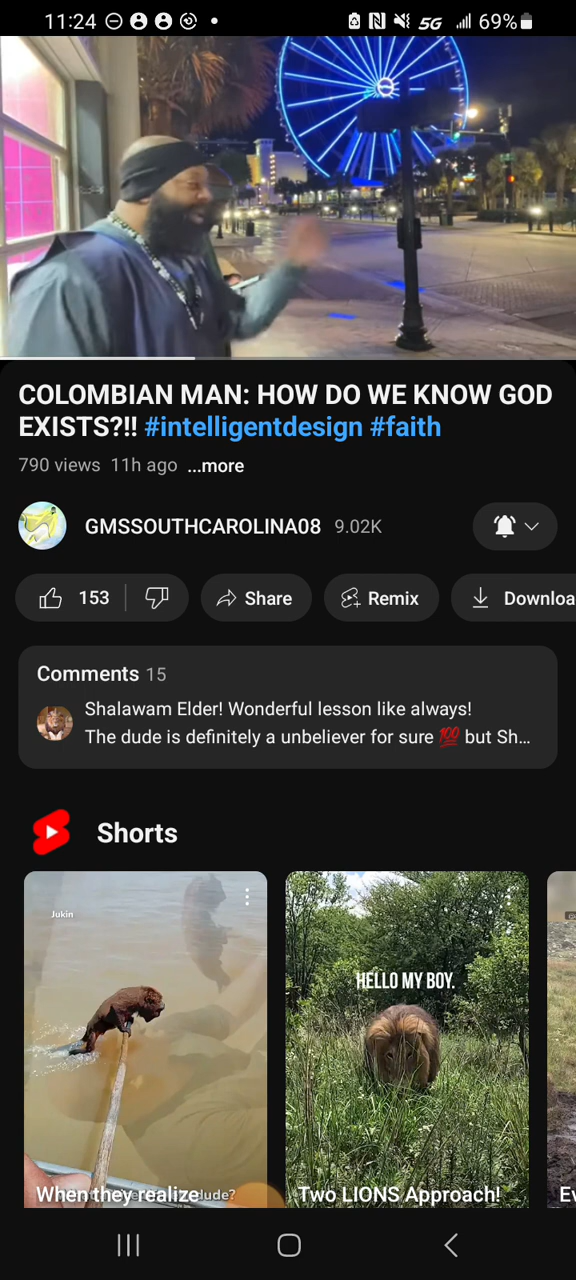 11:24
5G
69%
COLOMBIAN MAN: HOW DO WE KNOW GOD
EXISTS?!! #intelligentdesign #faith
790 views 11h ago ...more
GMSSOUTHCAROLINA08 9.02K
153 Share Remix Downloa
Comments 15
Shalawam Elder! Wonderful lesson like always!
The dude is definitely a unbeliever for sure 💯 but Sh...
Shorts
Jukin
HELLO MY BOY.
When they realize
lude?
Two LIONS Approach!
Ev